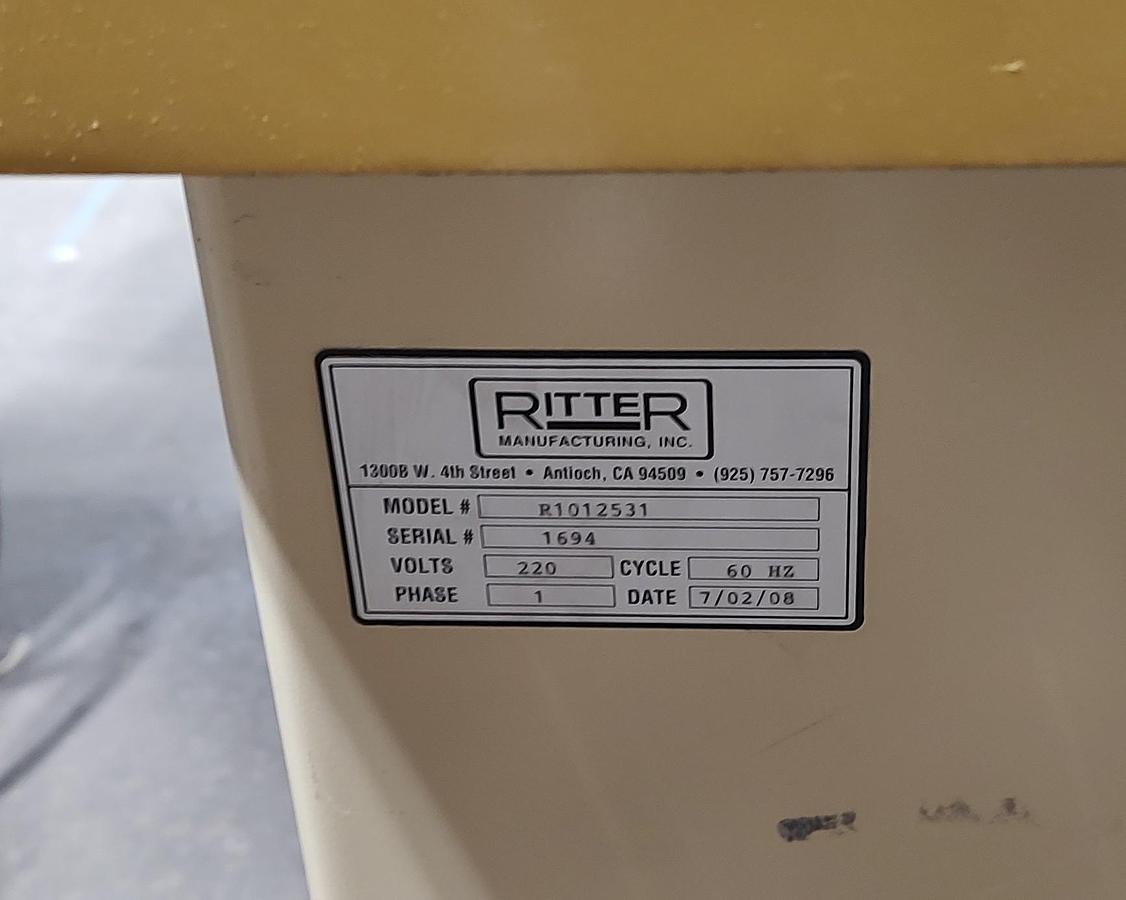 RITTER
MANUFACTURING, INC.
1300B W. 4th Street • Antioch, CA 94509 • (925) 757-7296
MODEL # R1012531
SERIAL # 1694
VOLTS 220 CYCLE 60 HZ
PHASE 1 DATE 7/02/08